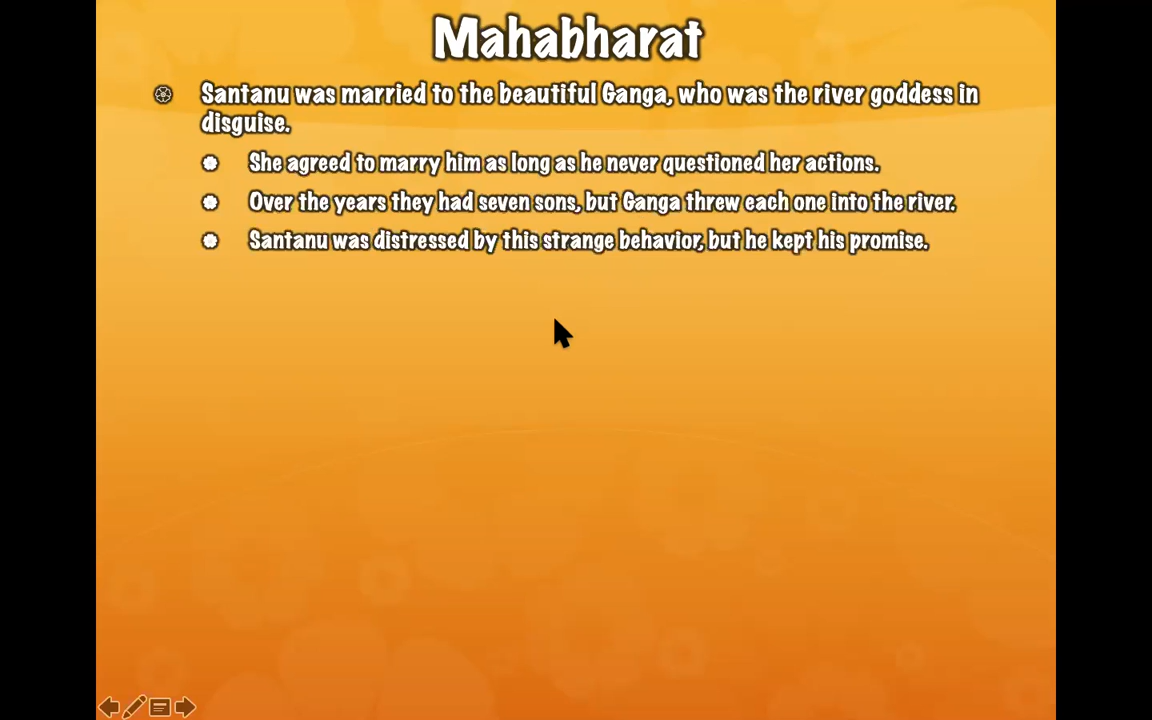 Mahabharat
Santanu was married to the beautiful Ganga, who was the river goddess in
disguise.
She agreed to marry him as long as he never questioned her actions.
Over the years they had seven sons, but Ganga threw each one into the river.
Santanu was distressed by this strange behavior, but he kept his promise.